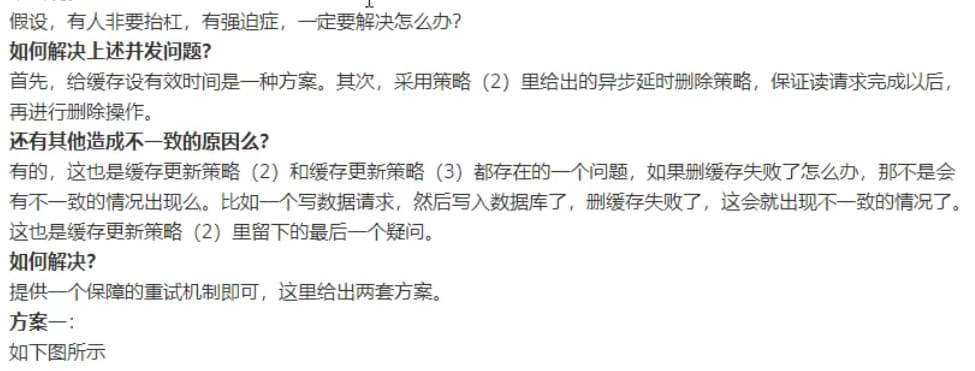 假设，有人非要抬杠，有强迫症，一定要解决怎么办？
如何解决上述并发问题？
首先，给缓存设有效时间是一种方案。其次，采用策略（2）里给出的异步延时删除策略，保证读请求完成以后，
再进行删除操作。
还有其他造成不一致的原因么？
有的，这也是缓存更新策略（2）和缓存更新策略（3）都存在的一个问题，如果删缓存失败了怎么办，那不是会
有不一致的情况出现么。比如一个写数据请求，然后写入数据库了，删缓存失败了，这会就出现不一致的情况了。
这也是缓存更新策略（2）里留下的最后一个疑问。
如何解决？
提供一个保障的重试机制即可，这里给出两套方案。
方案一：
如下图所示